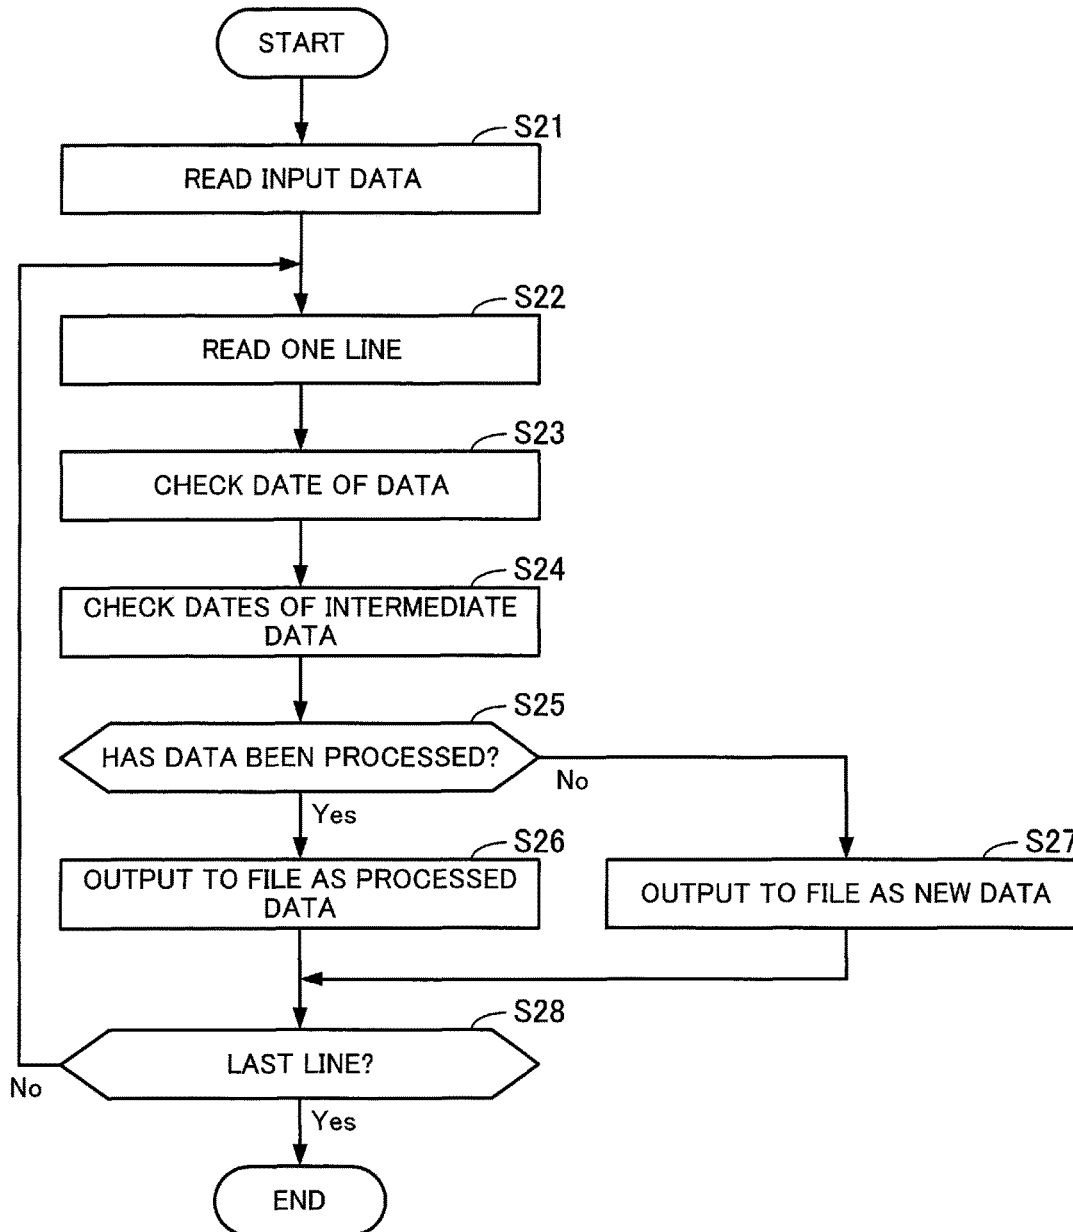 START
S21
READ INPUT DATA
S22
READ ONE LINE
S23
CHECK DATE OF DATA
S24
CHECK DATES OF INTERMEDIATE
DATA
S25
HAS DATA BEEN PROCESSED?
No
Yes
S26
OUTPUT TO FILE AS PROCESSED
DATA
S27
OUTPUT TO FILE AS NEW DATA
S28
LAST LINE?
No
Yes
END